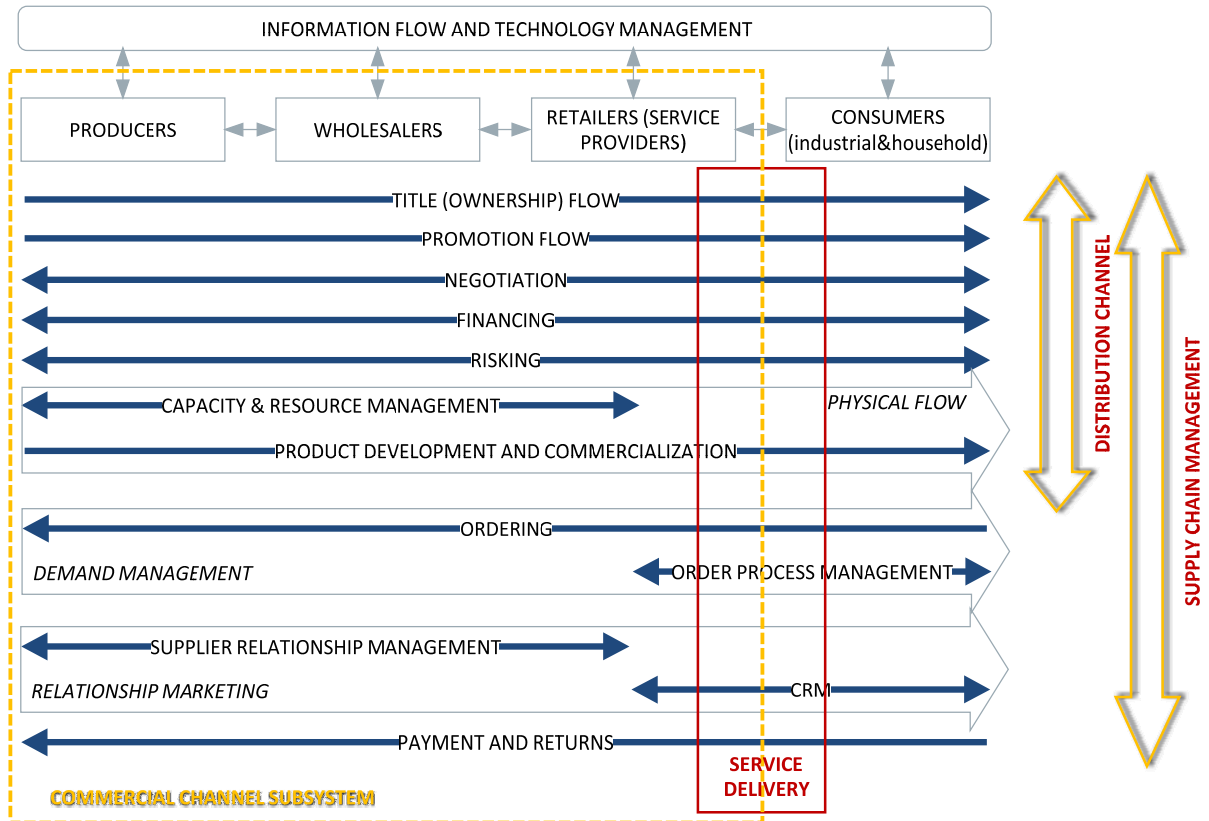 INFORMATION FLOW AND TECHNOLOGY MANAGEMENT
PRODUCERS
WHOLESALERS
RETAILERS (SERVICE
PROVIDERS)
CONSUMERS
(industrial&household)
TITLE (OWNERSHIP) FLOW
PROMOTION FLOW
NEGOTIATION
FINANCING
RISKING
CAPACITY & RESOURCE MANAGEMENT
PHYSICAL FLOW
PRODUCT DEVELOPMENT AND COMMERCIALIZATION
ORDERING
DEMAND MANAGEMENT
ORDER PROCESS MANAGEMENT
SUPPLIER RELATIONSHIP MANAGEMENT
RELATIONSHIP MARKETING
CRM
PAYMENT AND RETURNS
SERVICE
DELIVERY
COMMERCIAL CHANNEL SUBSYSTEM
DISTRIBUTION CHANNEL
SUPPLY CHAIN MANAGEMENT